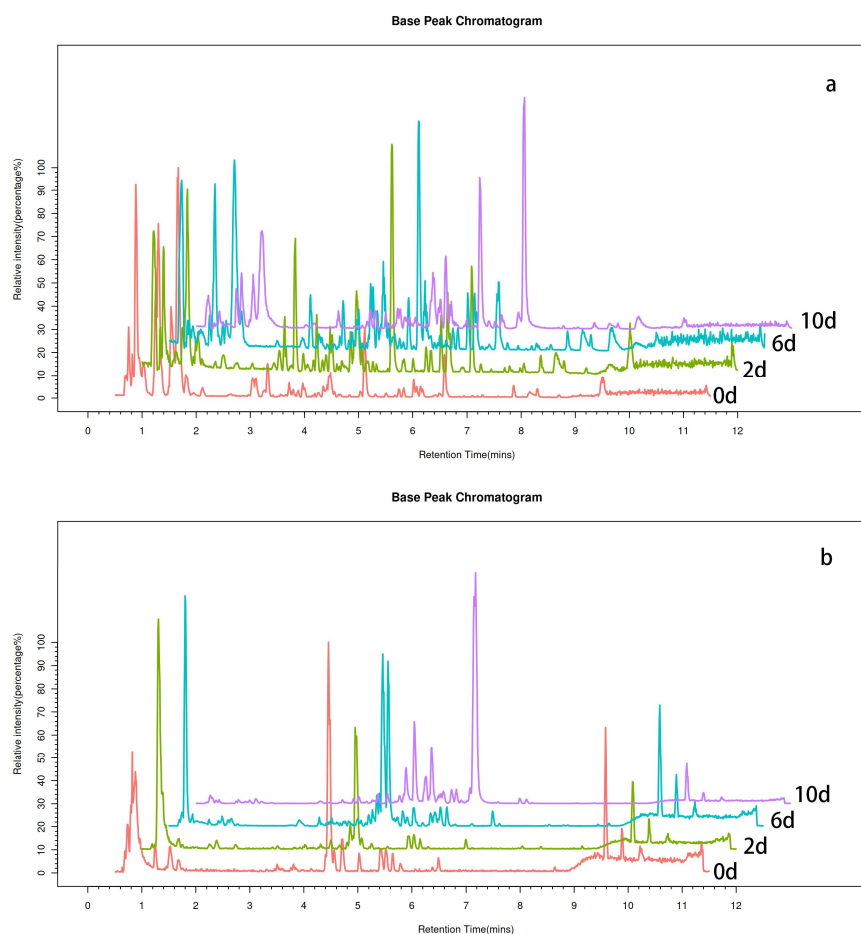 Base Peak Chromatogram
a
Relative intensity(percentage%)
100
90
80
70
60
50
40
30
20
10
0
10d
6d
2d
0d
0 1 2 3 4 5 6 7 8 9 10 11 12
Retention Time(mins)
Base Peak Chromatogram
b
Relative intensity(percentage%)
100
90
80
70
60
50
40
30
20
10
0
10d
6d
2d
0d
0 1 2 3 4 5 6 7 8 9 10 11 12
Retention Time(mins)